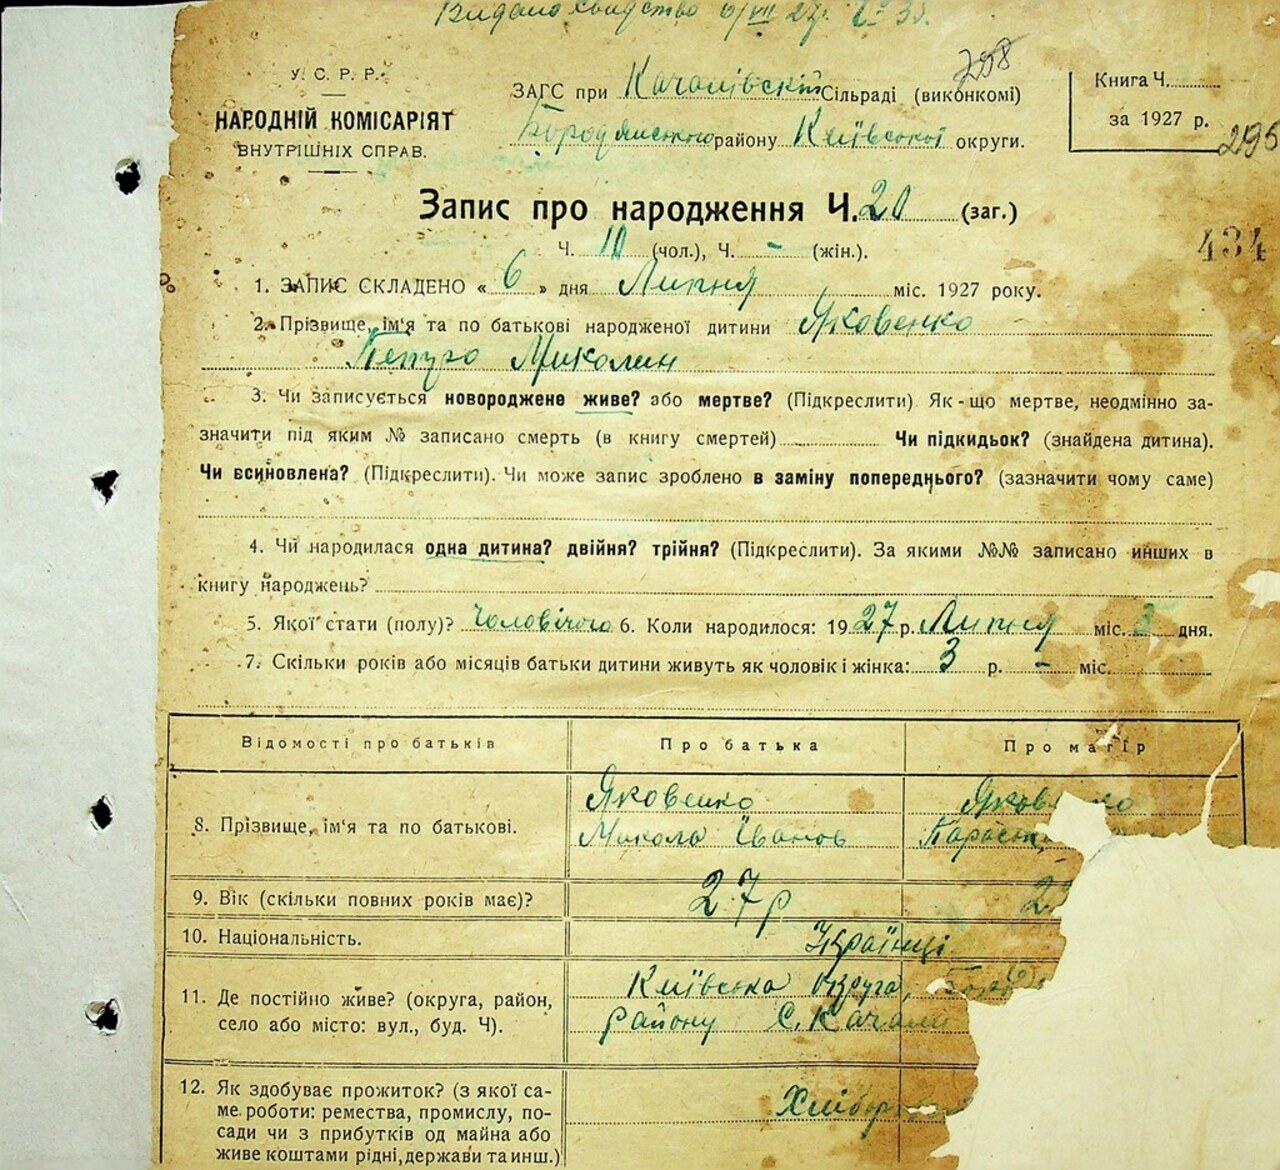 Видано свідоцтво 6/VII 27р. № 38.
208
У. С. Р. Р.
НАРОДНІЙ КОМІСАРІЯТ
ВНУТРІШНІХ СПРАВ.
ЗАГС при Качалівскій Сільраді (виконкомі)
Бородянського району Київської округи.
Книга Ч.
за 1927 р.
295
Запис про народження Ч. 20 (заг.)
434
Ч. 10 (чол.), Ч. - (жін.).
1. ЗАПИС СКЛАДЕНО « 6 » дня Липня міс. 1927 року.
2. Прізвище, ім'я та по батькові народженої дитини Яковенко
Петро Миколин
3. Чи записується новороджене живе? або мертве? (Підкреслити) Як-що мертве, неодмінно за-
значити під яким № записано смерть (в книгу смертей) Чи підкидьок? (знайдена дитина).
Чи всиновлена? (Підкреслити). Чи може запис зроблено в заміну попереднього? (зазначити чому саме)
4. Чи народилася одна дитина? двійня? трійня? (Підкреслити). За якими №№ записано инших в
книгу народжень?
5. Якої стати (полу)? Чоловічого 6. Коли народилося: 1927 р. Липня міс. дня.
7. Скільки років або місяців батьки дитини живуть як чоловік і жінка: 3 р. - міс.
Відомості про батьків Про батька Про матір
8. Прізвище, ім'я та по батькові.
Яковенко
Микола Іванов
9. Вік (скільки повних років має)? 27 р
10. Національність. Українці
11. Де постійно живе? (округа, район,
село або місто: вул., буд. Ч).
Київська округа,
району С.
12. Як здобуває прожиток? (з якої са-
ме роботи: ремества, промислу, по-
сади чи з прибутків од майна або
живе коштами рідні, держави та инш.)